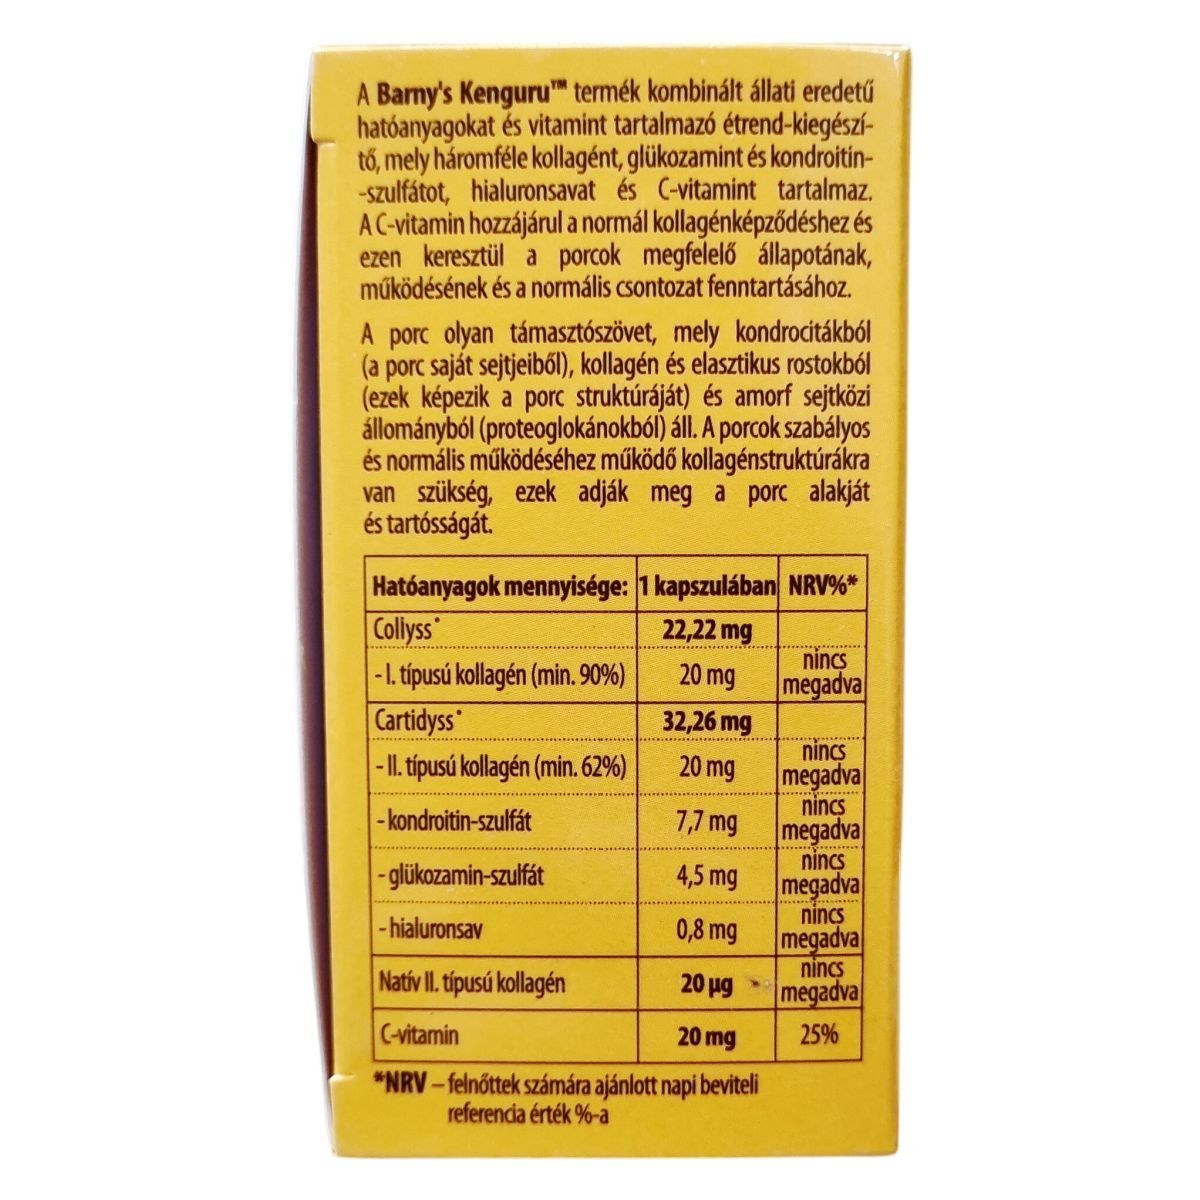 A Barny's Kenguru™ termék kombinált állati eredetű
hatóanyagokat és vitamint tartalmazó étrend-kiegészí-
tő, mely háromféle kollagént, glükozamint és kondroitin-
-szulfátot, hialuronsavat és C-vitamint tartalmaz.
A C-vitamin hozzájárul a normál kollagénképződéshez és
ezen keresztül a porcok megfelelő állapotának,
működésének és a normális csontozat fenntartásához.
A porc olyan támasztószövet, mely kondrocitákból
(a porc saját sejtjeiből), kollagén és elasztikus rostokból
(ezek képezik a porc struktúráját) és amorf sejtközi
állományból (proteoglokánokból) áll. A porcok szabályos
és normális működéséhez működő kollagénstruktúrákra
van szükség, ezek adják meg a porc alakját
és tartósságát.
Hatóanyagok mennyisége: 1 kapszulában NRV%*
Collyss® 22,22 mg
- I. típusú kollagén (min. 90%) 20 mg nincs megadva
Cartidyss® 32,26 mg
- II. típusú kollagén (min. 62%) 20 mg nincs megadva
- kondroitin-szulfát 7,7 mg nincs megadva
- glükozamin-szulfát 4,5 mg nincs megadva
- hialuronsav 0,8 mg nincs megadva
Natív II. típusú kollagén 20 µg nincs megadva
C-vitamin 20 mg 25%
*NRV – felnőttek számára ajánlott napi beviteli
referencia érték %-a